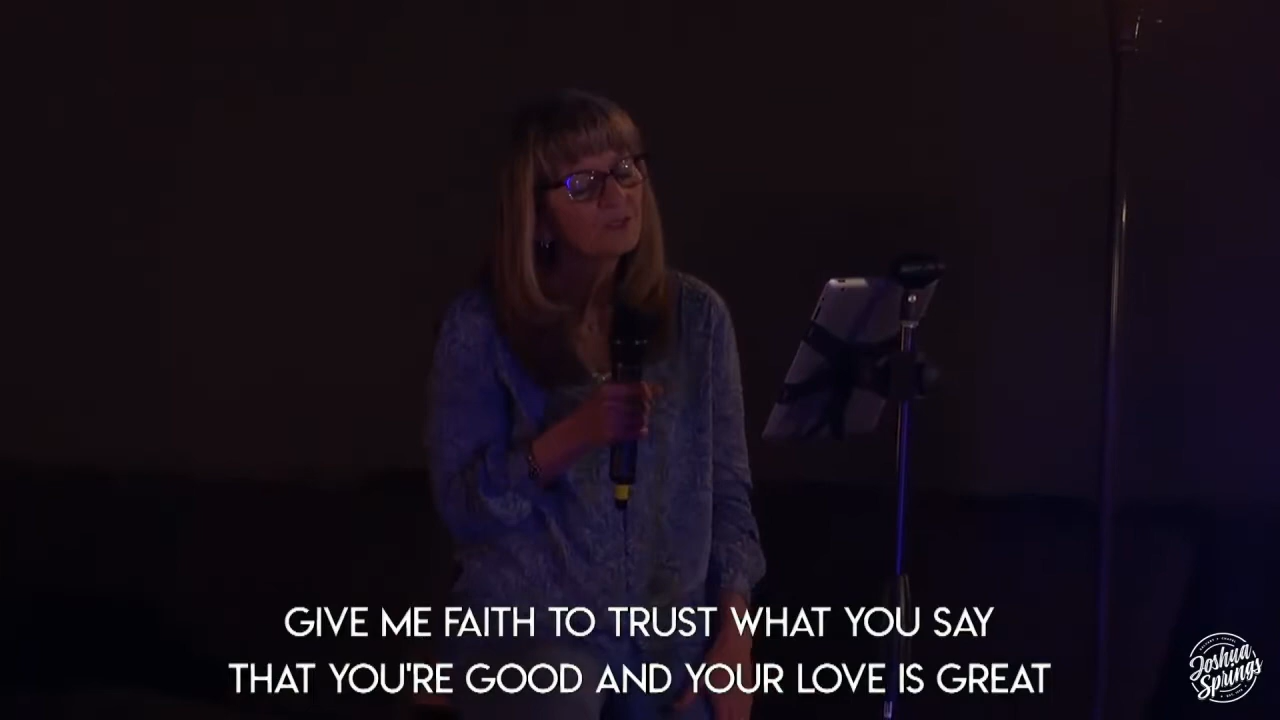 GIVE ME FAITH TO TRUST WHAT YOU SAY
THAT YOU'RE GOOD AND YOUR LOVE IS GREAT
Joshua
Springs